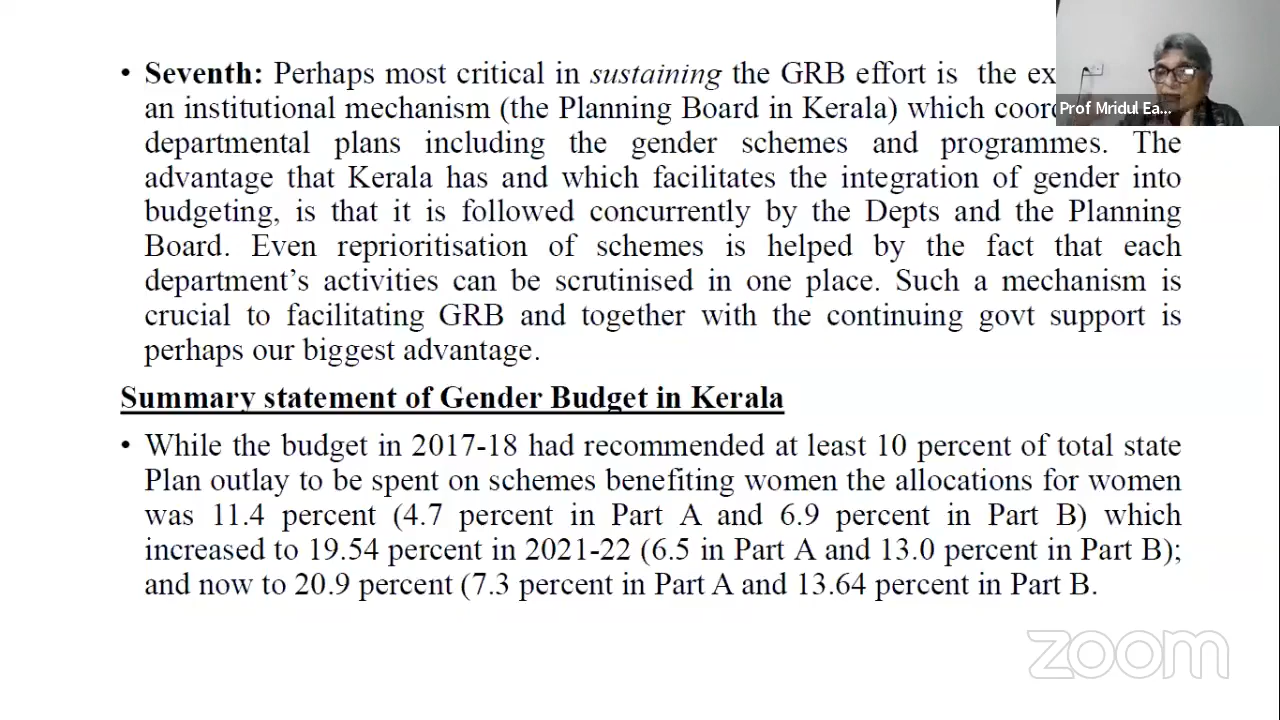 • Seventh: Perhaps most critical in sustaining the GRB effort is the
an institutional mechanism (the Planning Board in Kerala) which
departmental plans including the gender schemes and programmes. The
advantage that Kerala has and which facilitates the integration of gender into
budgeting, is that it is followed concurrently by the Depts and the Planning
Board. Even reprioritisation of schemes is helped by the fact that each
department’s activities can be scrutinised in one place. Such a mechanism is
crucial to facilitating GRB and together with the continuing govt support is
perhaps our biggest advantage.
Summary statement of Gender Budget in Kerala
• While the budget in 2017-18 had recommended at least 10 percent of total state
Plan outlay to be spent on schemes benefiting women the allocations for women
was 11.4 percent (4.7 percent in Part A and 6.9 percent in Part B) which
increased to 19.54 percent in 2021-22 (6.5 in Part A and 13.0 percent in Part B);
and now to 20.9 percent (7.3 percent in Part A and 13.64 percent in Part B.
Prof Mridul Ea...
zoom